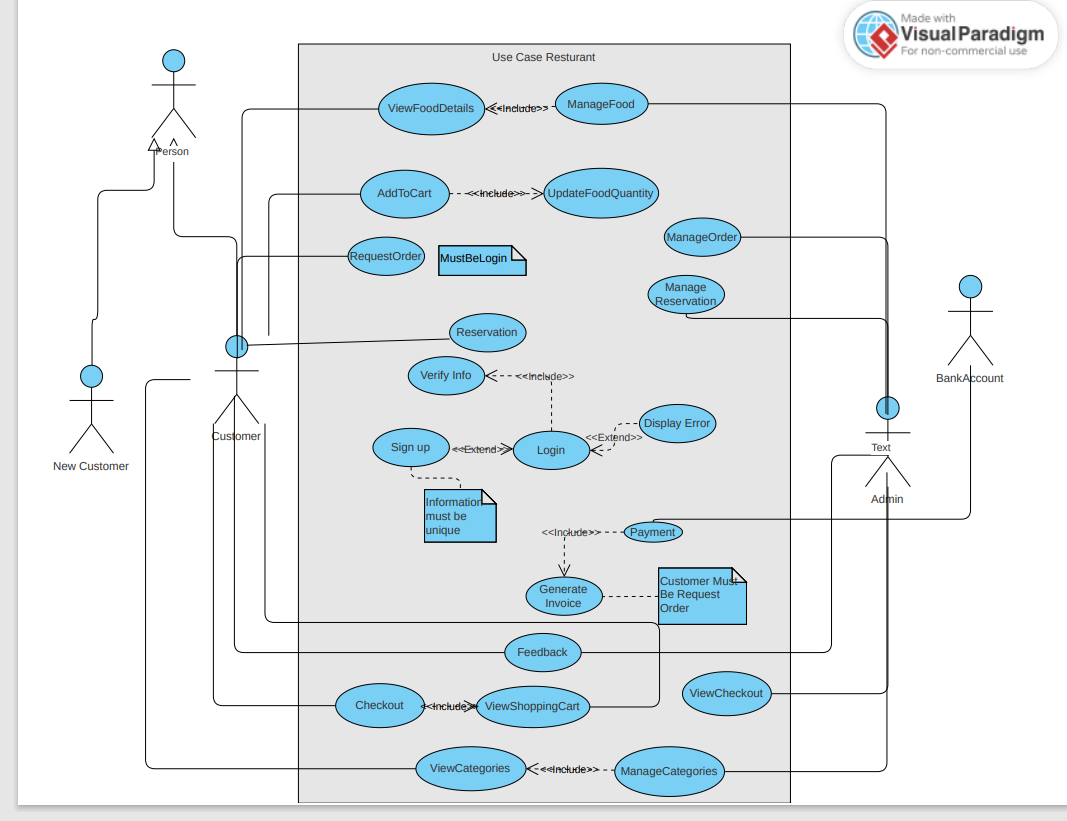 Made with
Visual Paradigm
For non-commercial use
Use Case Resturant
ViewFoodDetails
<<Include>>
ManageFood
Person
AddToCart
<<Include>>
UpdateFoodQuantity
ManageOrder
RequestOrder
MustBeLogin
Manage
Reservation
Reservation
Verify Info
<<Include>>
BankAccount
Display Error
<<Extend>>
Customer
Sign up
<<Extend>>
Login
Text
New Customer
Information
must be
unique
Admin
<<Include>>
Payment
Generate
Invoice
Customer Must
Be Request
Order
Feedback
ViewCheckout
Checkout
<<Include>>
ViewShoppingCart
ViewCategories
<<Include>>
ManageCategories